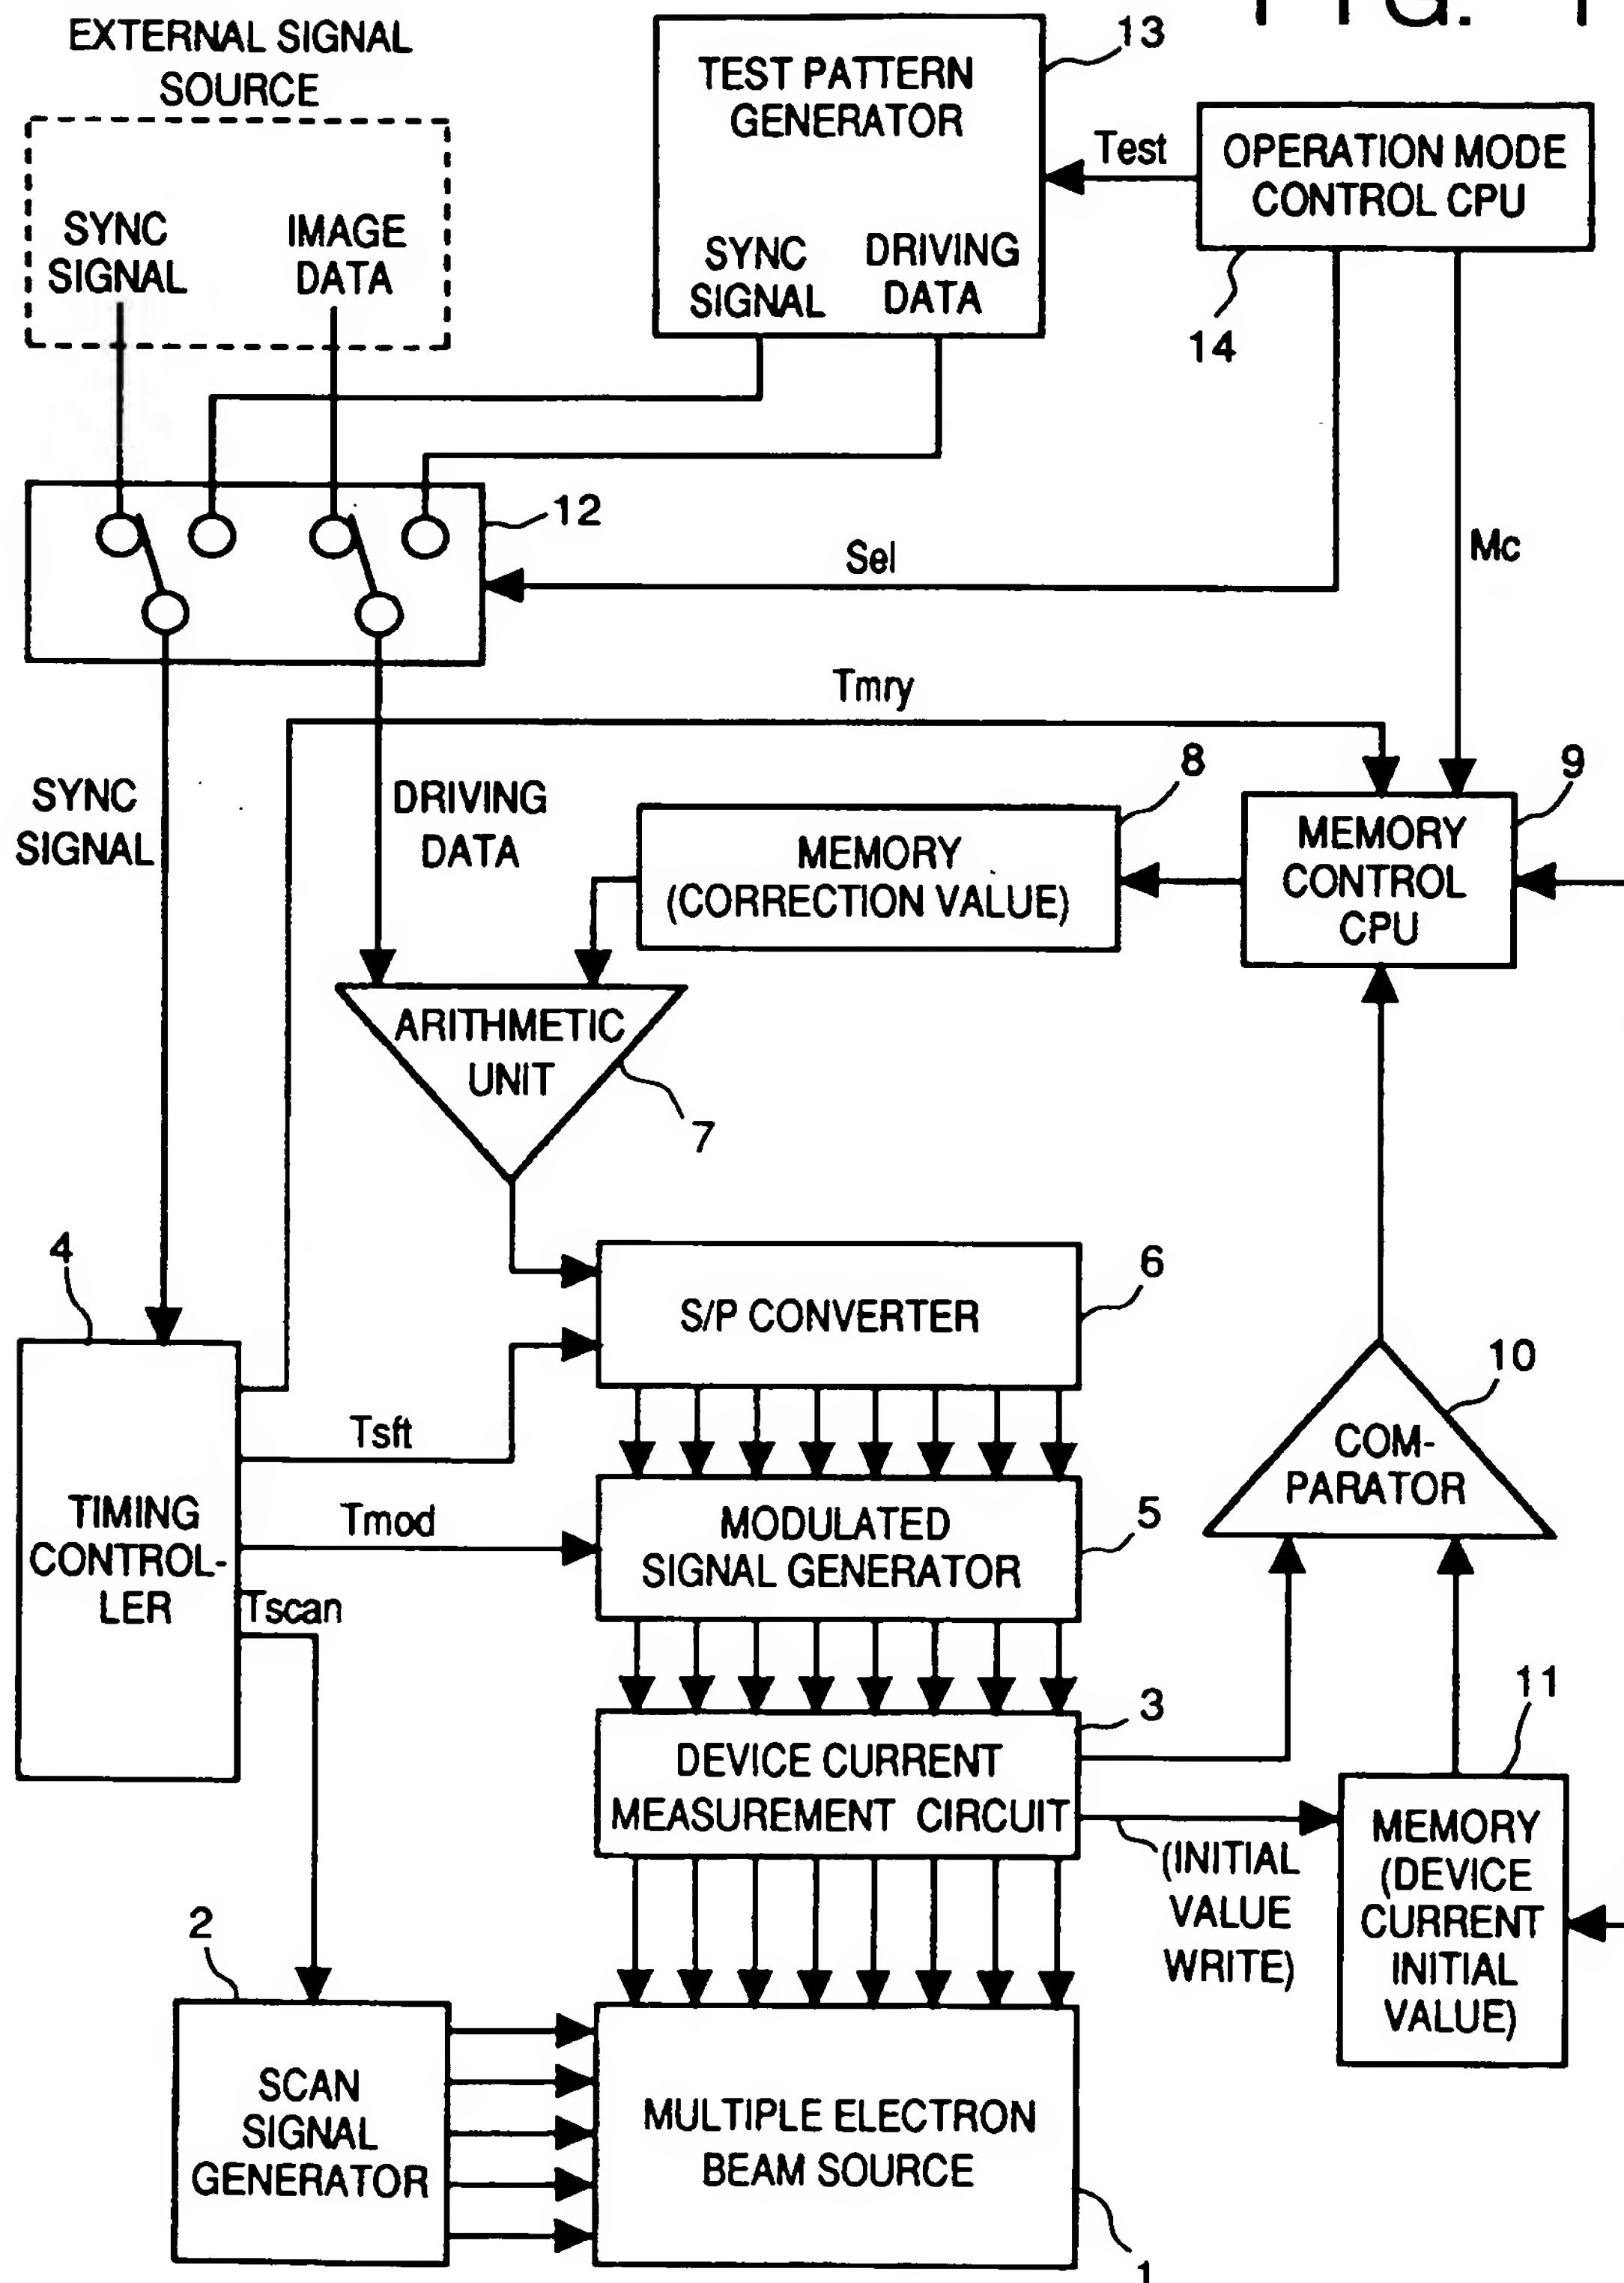 FIG. 1
EXTERNAL SIGNAL
SOURCE
SYNC
SIGNAL
IMAGE
DATA
13
TEST PATTERN
GENERATOR
SYNC
SIGNAL
DRIVING
DATA
Test
OPERATION MODE
CONTROL CPU
14
12
Sel
Mc
Tmry
SYNC
SIGNAL
DRIVING
DATA
8
MEMORY
(CORRECTION VALUE)
9
MEMORY
CONTROL
CPU
ARITHMETIC
UNIT
7
4
TIMING
CONTROL-
LER
Tsft
Tmod
Tscan
6
S/P CONVERTER
5
MODULATED
SIGNAL GENERATOR
10
COM-
PARATOR
3
DEVICE CURRENT
MEASUREMENT CIRCUIT
(INITIAL
VALUE
WRITE)
11
MEMORY
(DEVICE
CURRENT
INITIAL
VALUE)
2
SCAN
SIGNAL
GENERATOR
MULTIPLE ELECTRON
BEAM SOURCE
1